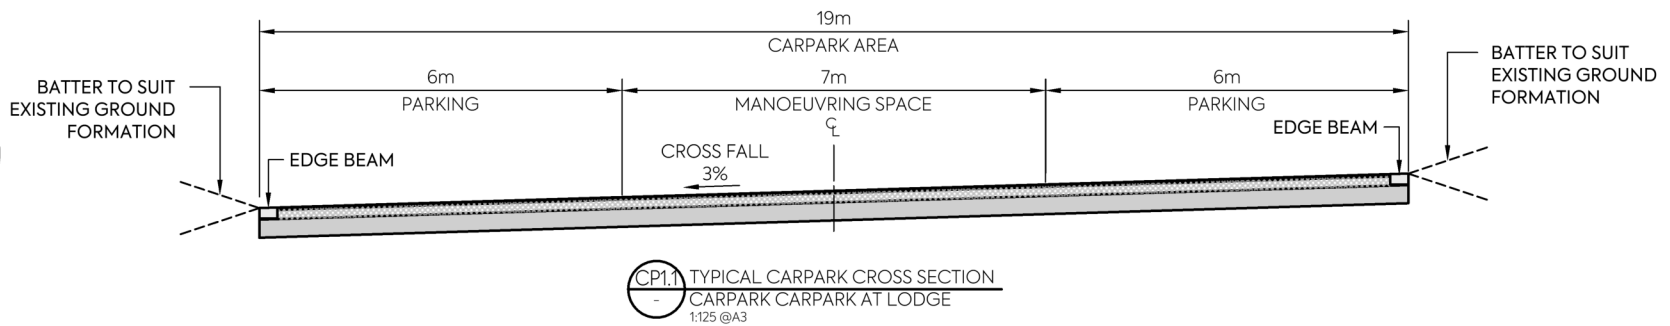 19m
CARPARK AREA
BATTER TO SUIT
EXISTING GROUND
FORMATION
6m
PARKING
7m
MANOEUVRING SPACE
℄
6m
PARKING
BATTER TO SUIT
EXISTING GROUND
FORMATION
EDGE BEAM
CROSS FALL
3%
EDGE BEAM
CP1.1
-
TYPICAL CARPARK CROSS SECTION
CARPARK CARPARK AT LODGE
1:125 @A3